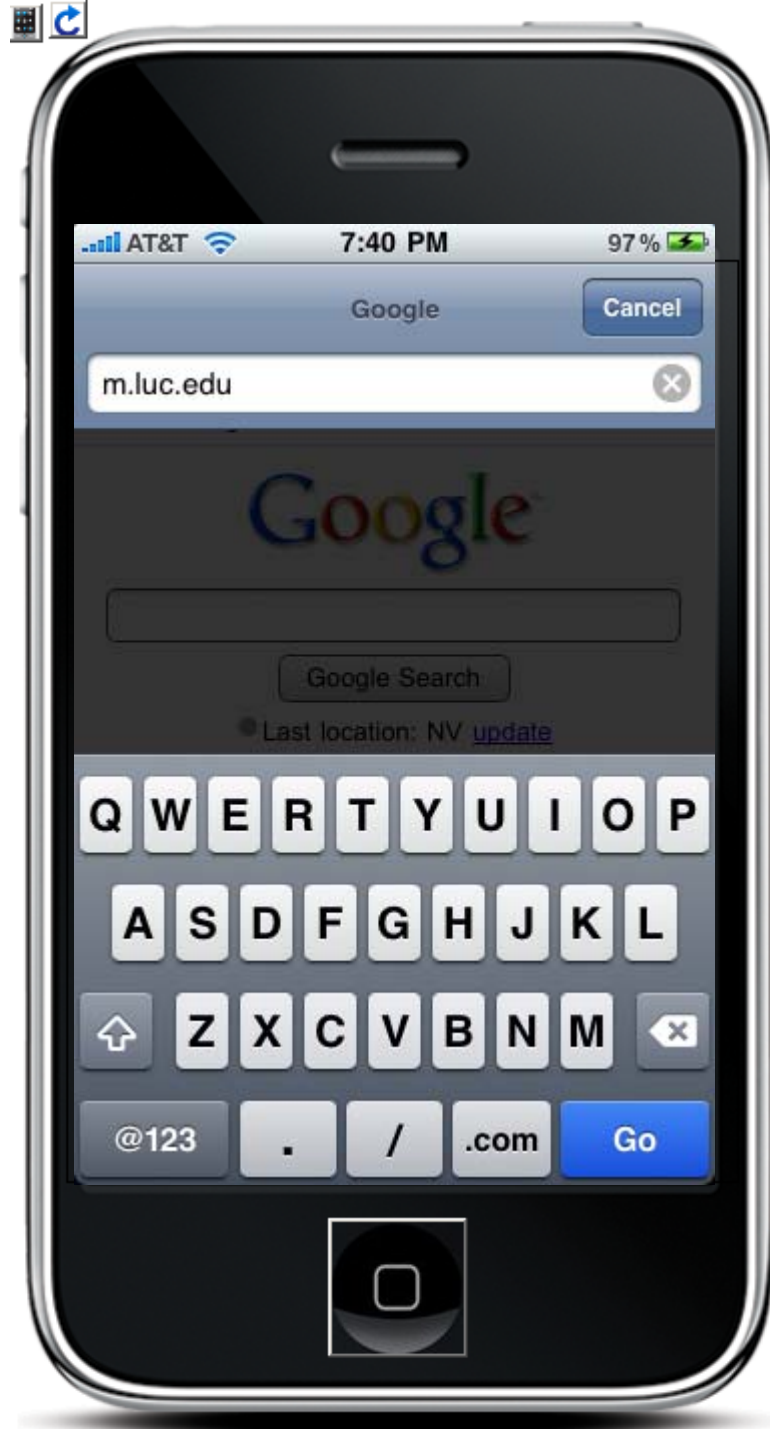 AT&T 7:40 PM 97%
Google Cancel
m.luc.edu
Google
Google Search
Last location: NV update
Q W E R T Y U I O P
A S D F G H J K L
Z X C V B N M
@123 . / .com Go